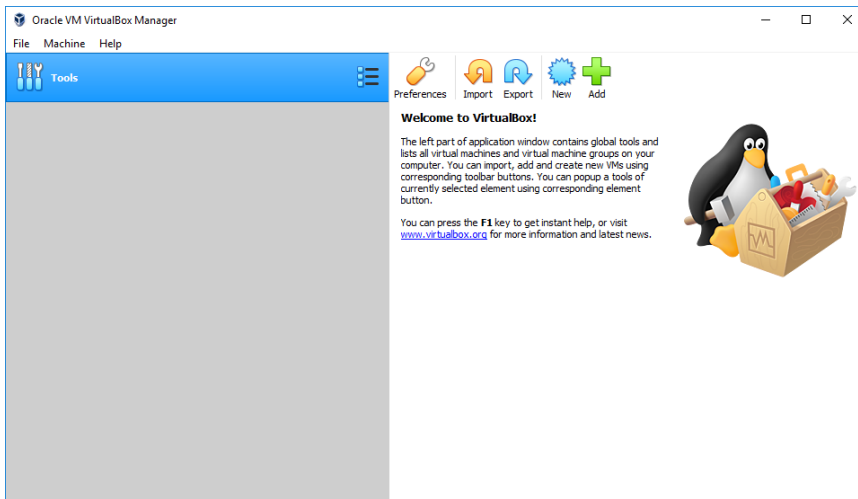 Oracle VM VirtualBox Manager
File Machine Help
Tools
Preferences Import Export New Add
Welcome to VirtualBox!
The left part of application window contains global tools and
lists all virtual machines and virtual machine groups on your
computer. You can import, add and create new VMs using
corresponding toolbar buttons. You can popup a tools of
currently selected element using corresponding element
button.
You can press the F1 key to get instant help, or visit
www.virtualbox.org for more information and latest news.